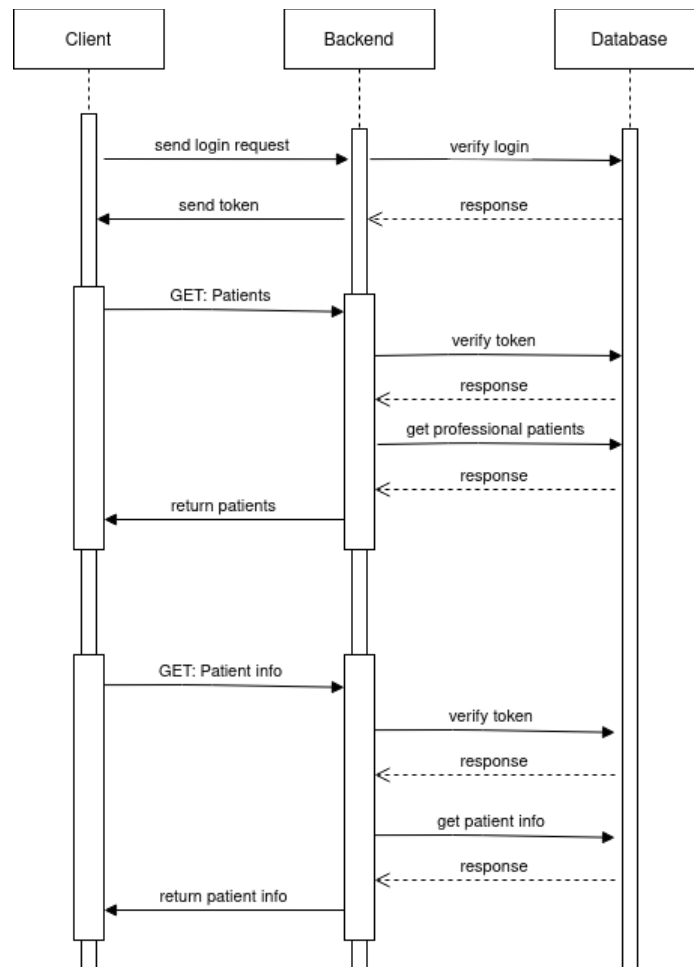 Client
Backend
Database
send login request
verify login
send token
response
GET: Patients
verify token
response
get professional patients
response
return patients
GET: Patient info
verify token
response
get patient info
response
return patient info